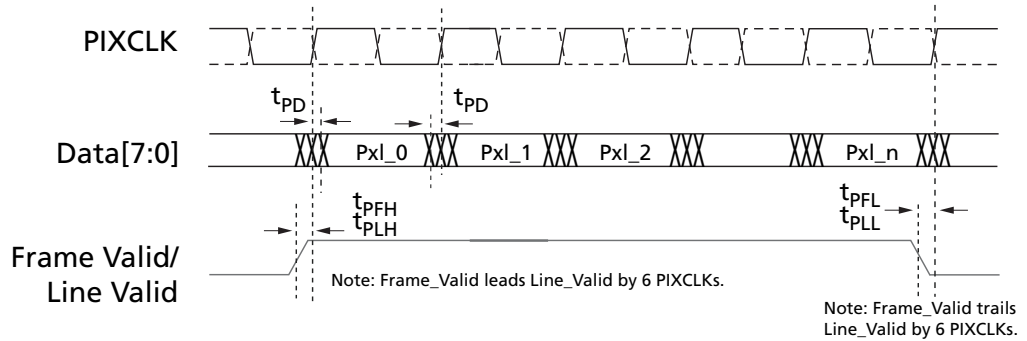 PIXCLK
tPD
tPD
Data[7:0]
Pxl_0
Pxl_1
Pxl_2
Pxl_n
tPFH
tPLH
tPFL
tPLL
Frame Valid/
Line Valid
Note: Frame_Valid leads Line_Valid by 6 PIXCLKs.
Note: Frame_Valid trails
Line_Valid by 6 PIXCLKs.